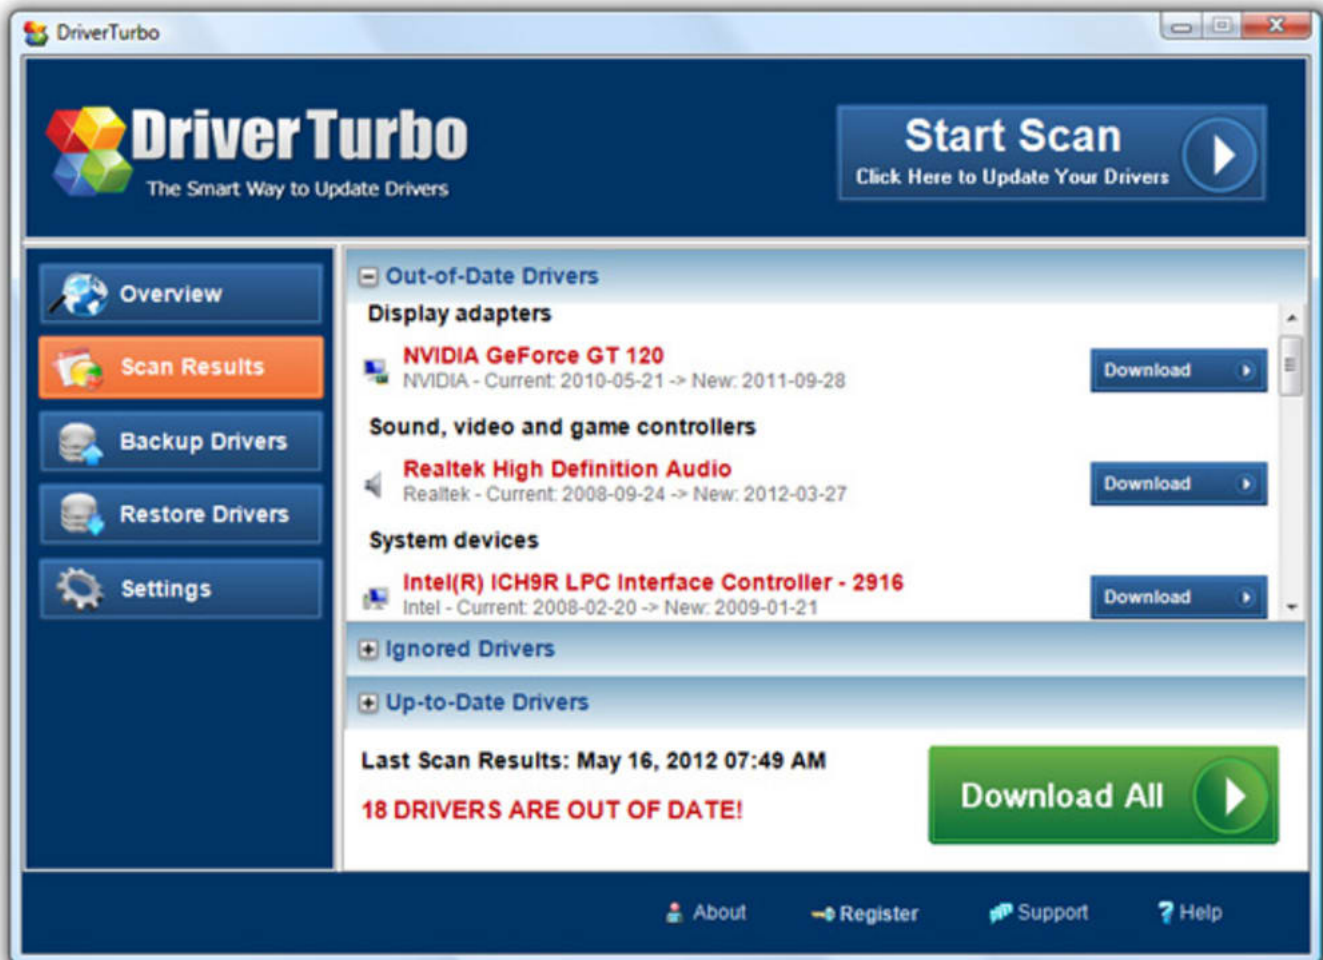 DriverTurbo
DriverTurbo
The Smart Way to Update Drivers
Start Scan
Click Here to Update Your Drivers
Overview
Scan Results
Backup Drivers
Restore Drivers
Settings
Out-of-Date Drivers
Display adapters
NVIDIA GeForce GT 120
NVIDIA - Current: 2010-05-21 -> New: 2011-09-28
Download
Sound, video and game controllers
Realtek High Definition Audio
Realtek - Current: 2008-09-24 -> New: 2012-03-27
Download
System devices
Intel(R) ICH9R LPC Interface Controller - 2916
Intel - Current: 2008-02-20 -> New: 2009-01-21
Download
Ignored Drivers
Up-to-Date Drivers
Last Scan Results: May 16, 2012 07:49 AM
18 DRIVERS ARE OUT OF DATE!
Download All
About
Register
Support
Help